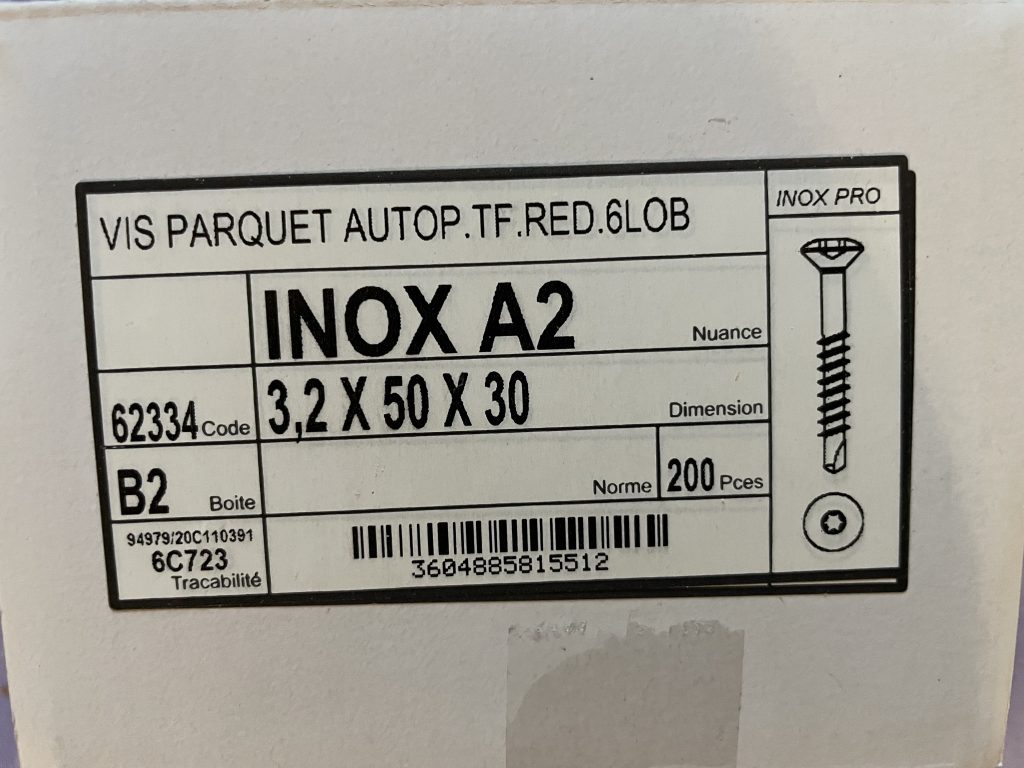 VIS PARQUET AUTOP.TF.RED.6LOB
INOX PRO
INOX A2
Nuance
62334 Code
3,2 X 50 X 30
Dimension
B2 Boite
Norme
200 Pces
94979/20C110391
6C723
Tracabilité
3604885815512